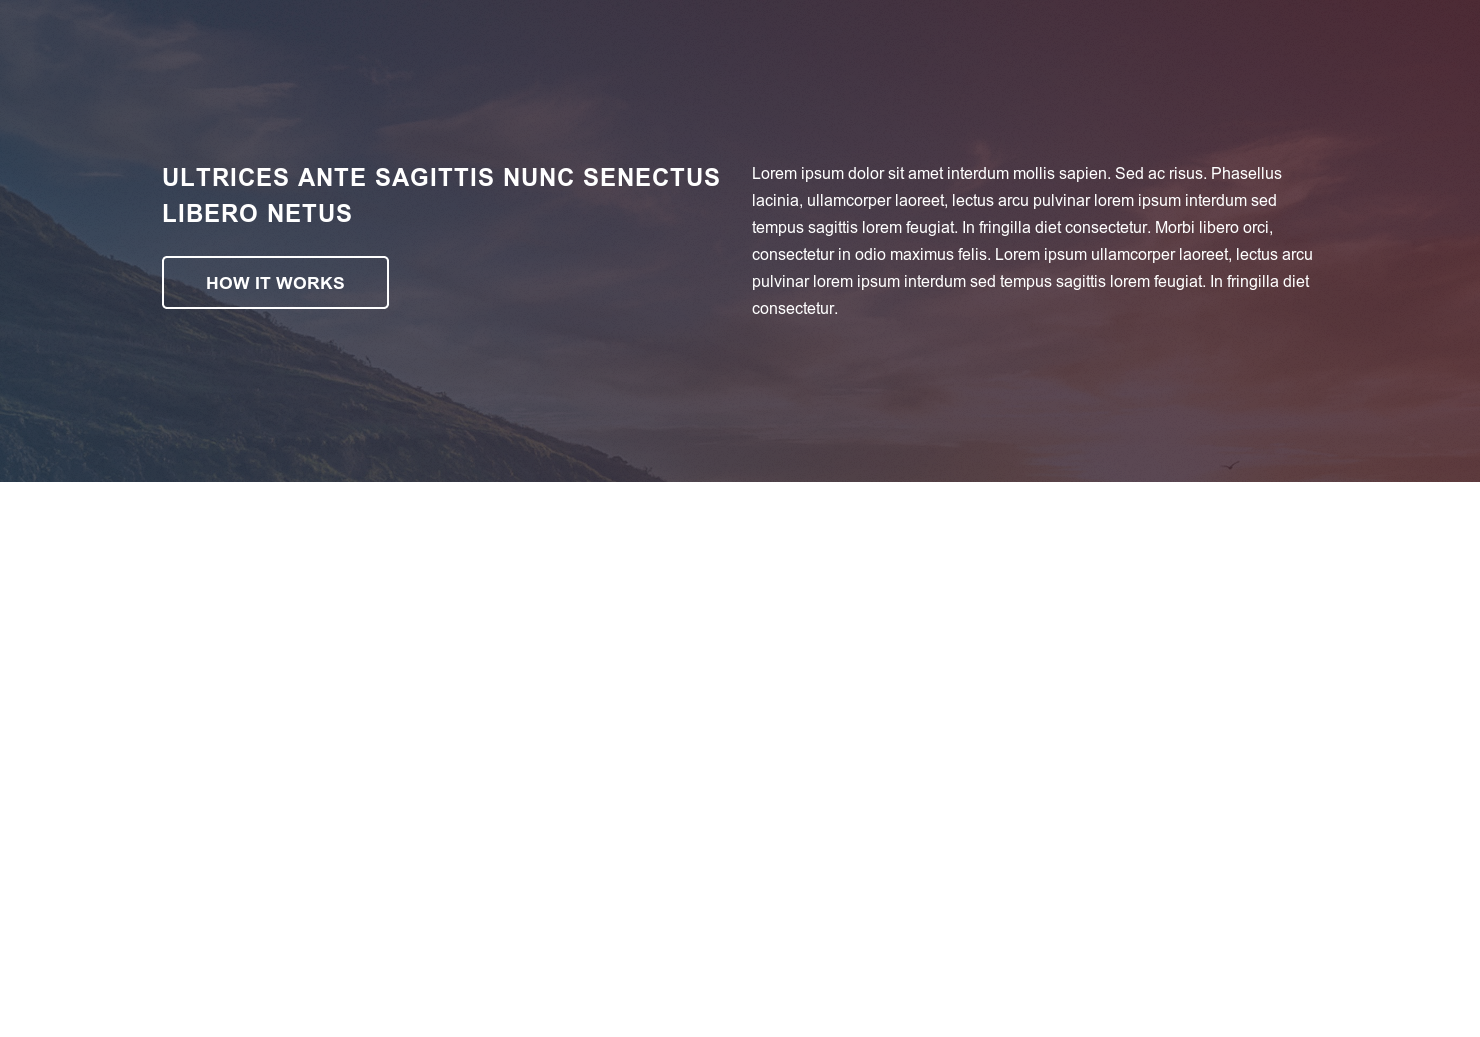 ULTRICES ANTE SAGITTIS NUNC SENECTUS
LIBERO NETUS
HOW IT WORKS
Lorem ipsum dolor sit amet interdum mollis sapien. Sed ac risus. Phasellus
lacinia, ullamcorper laoreet, lectus arcu pulvinar lorem ipsum interdum sed
tempus sagittis lorem feugiat. In fringilla diet consectetur. Morbi libero orci,
consectetur in odio maximus felis. Lorem ipsum ullamcorper laoreet, lectus arcu
pulvinar lorem ipsum interdum sed tempus sagittis lorem feugiat. In fringilla diet
consectetur.